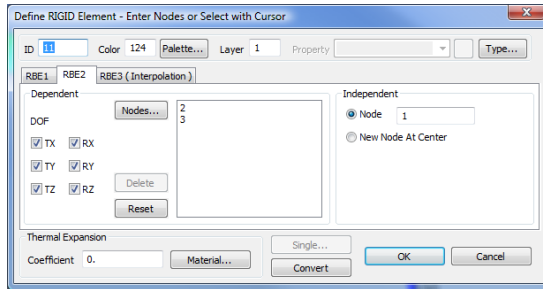 Define RIGID Element - Enter Nodes or Select with Cursor
ID 11 Color 124 Palette... Layer 1 Property Type...
RBE1 RBE2 RBE3 ( Interpolation )
Dependent
DOF
TX RX
TY RY
TZ RZ
Nodes...
Delete
Reset
2
3
Independent
Node 1
New Node At Center
Thermal Expansion
Coefficient 0. Material...
Single...
Convert
OK Cancel